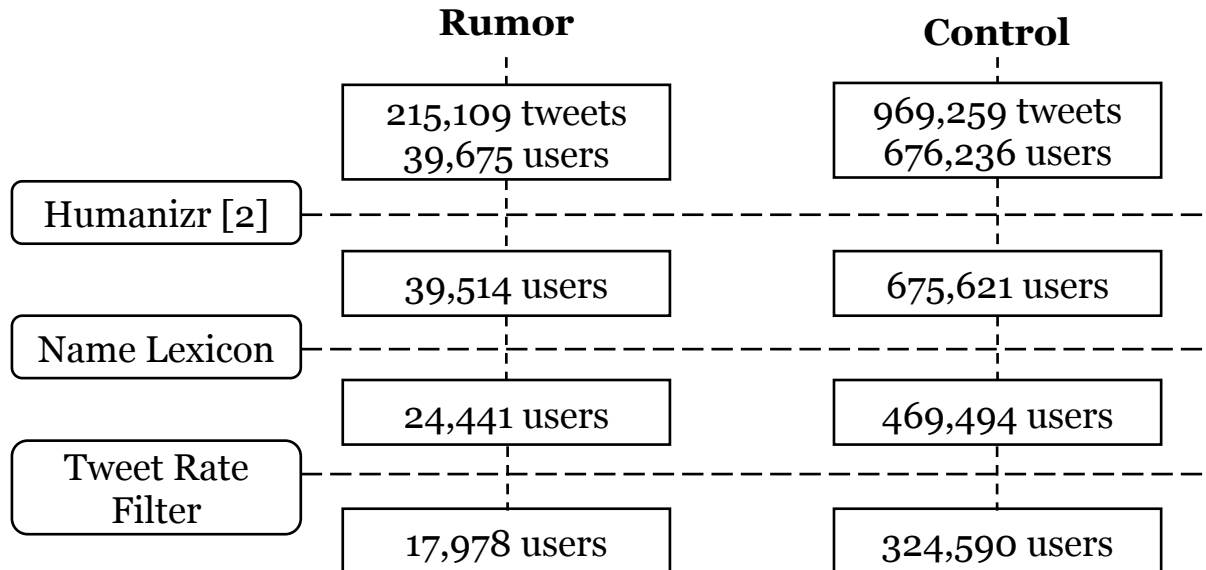 Rumor
Control
215,109 tweets
39,675 users
969,259 tweets
676,236 users
Humanizr [2]
39,514 users
675,621 users
Name Lexicon
24,441 users
469,494 users
Tweet Rate
Filter
17,978 users
324,590 users